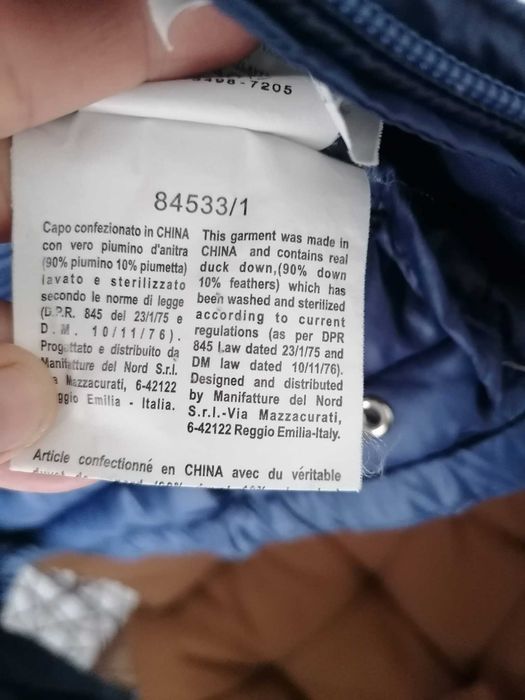 -7205
84533/1
Capo confezionato in CHINA
con vero piumino d'anitra
(90% piumino 10% piumetta)
lavato e sterilizzato
secondo le norme di legge
(D.P.R. 845 del 23/1/75 e
D.M. 10/11/76).
Progettato e distribuito da
Manifatture del Nord S.r.l.
Mazzacurati, 6-42122
Reggio Emilia - Italia.
This garment was made in
CHINA and contains real
duck down,(90% down
10% feathers) which has
been washed and sterilized
according to current
regulations (as per DPR
845 Law dated 23/1/75 and
DM law dated 10/11/76).
Designed and distributed
by Manifatture del Nord
S.r.l.-Via Mazzacurati,
6-42122 Reggio Emilia-Italy.
Article confectionné en CHINA avec du véritable